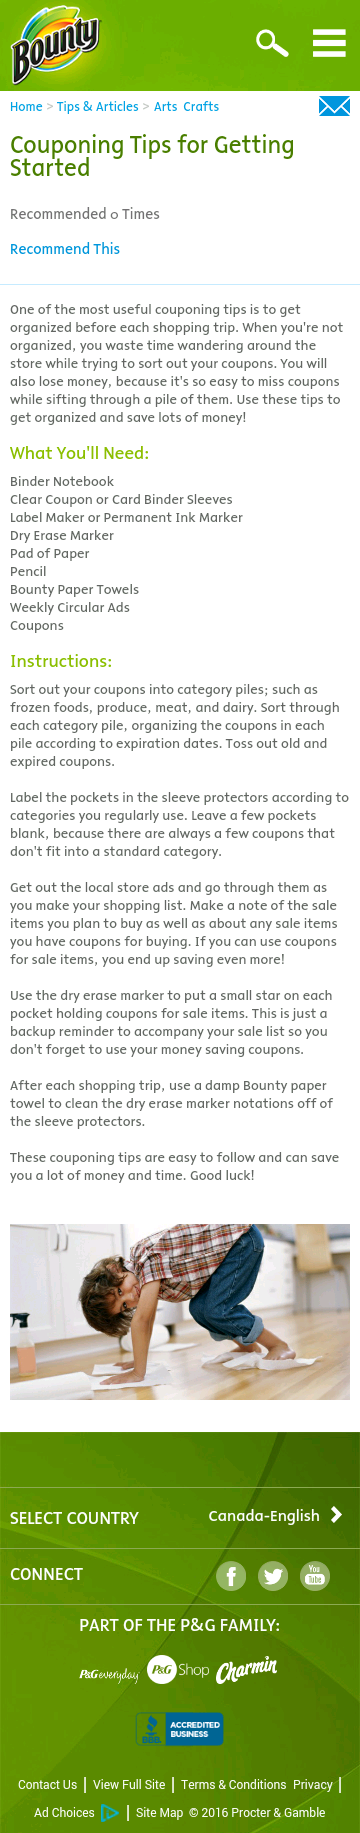 Bounty
Home > Tips & Articles > Arts Crafts
Couponing Tips for Getting
Started
Recommended 0 Times
Recommend This
One of the most useful couponing tips is to get
organized before each shopping trip. When you're not
organized, you waste time wandering around the
store while trying to sort out your coupons. You will
also lose money, because it's so easy to miss coupons
while sifting through a pile of them. Use these tips to
get organized and save lots of money!
What You'll Need:
Binder Notebook
Clear Coupon or Card Binder Sleeves
Label Maker or Permanent Ink Marker
Dry Erase Marker
Pad of Paper
Pencil
Bounty Paper Towels
Weekly Circular Ads
Coupons
Instructions:
Sort out your coupons into category piles; such as
frozen foods, produce, meat, and dairy. Sort through
each category pile, organizing the coupons in each
pile according to expiration dates. Toss out old and
expired coupons.
Label the pockets in the sleeve protectors according to
categories you regularly use. Leave a few pockets
blank, because there are always a few coupons that
don't fit into a standard category.
Get out the local store ads and go through them as
you make your shopping list. Make a note of the sale
items you plan to buy as well as about any sale items
you have coupons for buying. If you can use coupons
for sale items, you end up saving even more!
Use the dry erase marker to put a small star on each
pocket holding coupons for sale items. This is just a
backup reminder to accompany your sale list so you
don't forget to use your money saving coupons.
After each shopping trip, use a damp Bounty paper
towel to clean the dry erase marker notations off of
the sleeve protectors.
These couponing tips are easy to follow and can save
you a lot of money and time. Good luck!
SELECT COUNTRY Canada-English
CONNECT f You Tube
PART OF THE P&G FAMILY:
P&G everyday P&G Shop Charmin
BBB. ACCREDITED
BUSINESS
Contact Us | View Full Site | Terms & Conditions Privacy |
Ad Choices | Site Map © 2016 Procter & Gamble